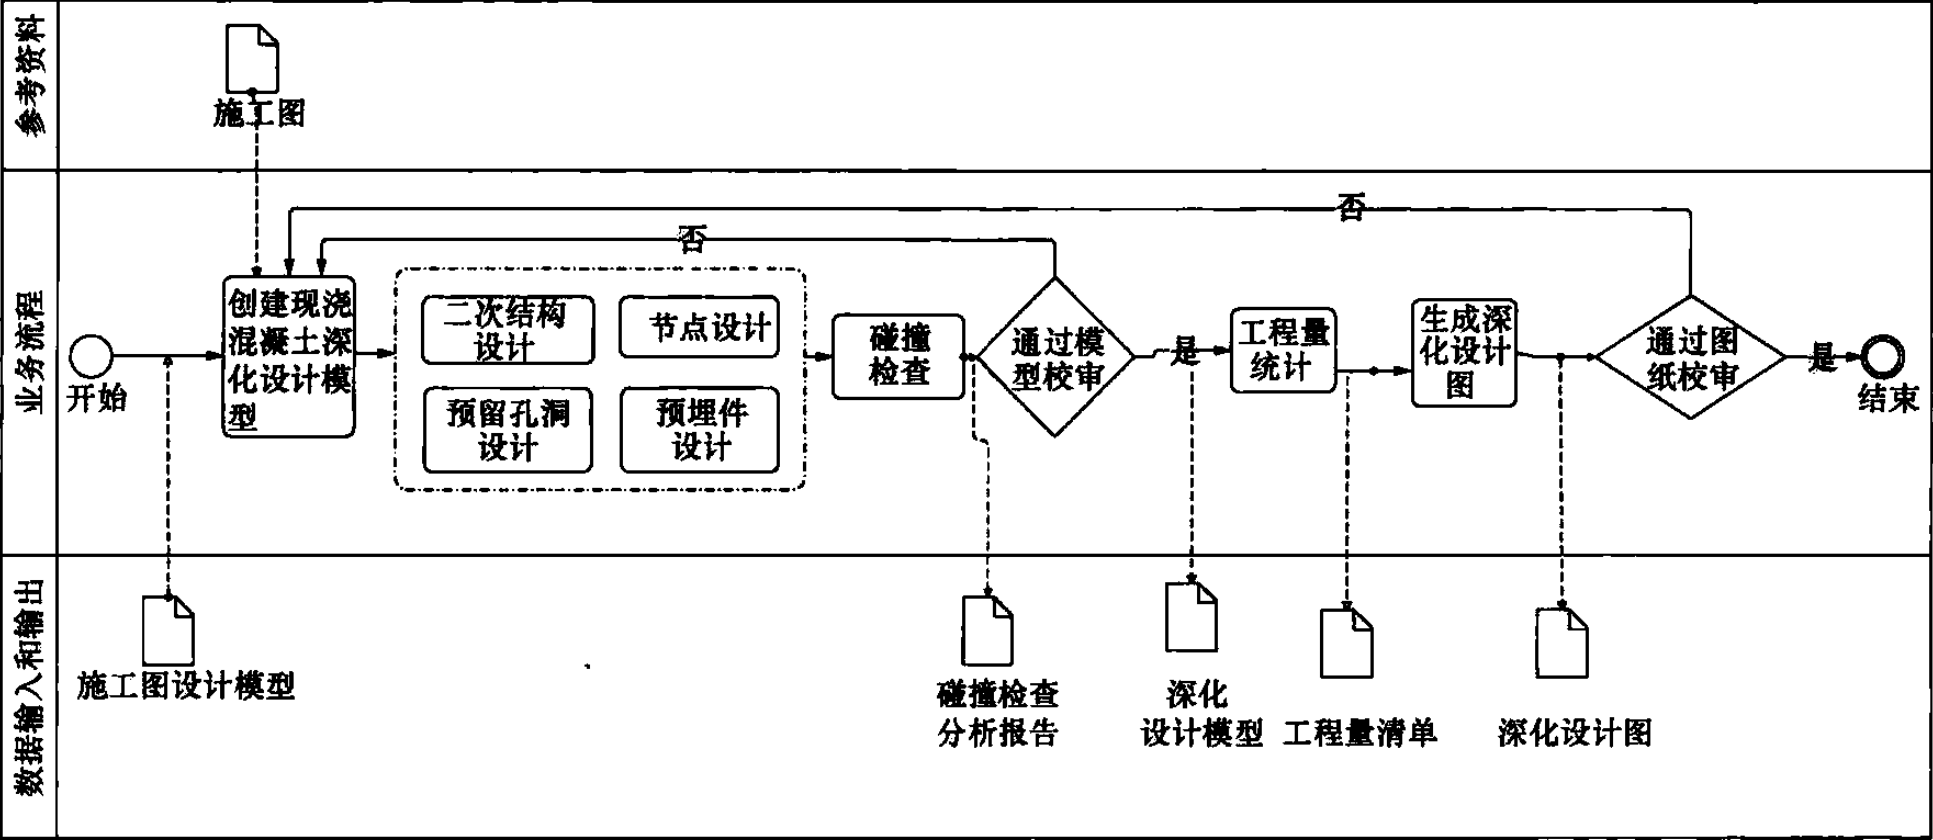 参考资料
施工图
业务流程
否
否
开始
创建现浇
混凝土深
化设计模
型
二次结构
设计
节点设计
预留孔洞
设计
预埋件
设计
碰撞
检查
通过模
型校审
是
工程量
统计
生成深
化设计
图
通过图
纸校审
是
结束
数据输入和输出
施工图设计模型
碰撞检查
分析报告
深化
设计模型
工程量清单
深化设计图